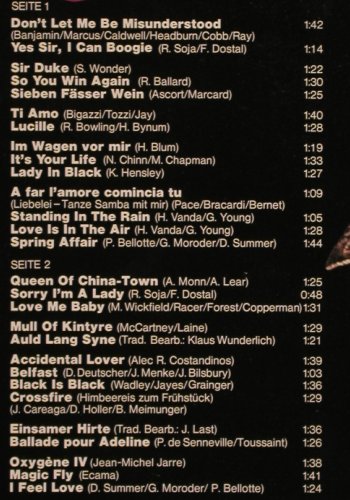 SEITE 1
Don't Let Me Be Misunderstood 1:42
(Banjamin/Marcus/Caldwell/Headburn/Cobb/Ray)
Yes Sir, I Can Boogie (R. Soja/F. Dostal) 1:14
Sir Duke (S. Wonder) 1:22
So You Win Again (R. Ballard) 1:30
Sieben Fässer Wein (Ascort/Marcard) 1:25
Ti Amo (Bigazzi/Tozzi/Jay) 1:40
Lucille (R. Bowling/H. Bynum) 1:28
Im Wagen vor mir (H. Blum) 1:19
It's Your Life (N. Chinn/M. Chapman) 1:33
Lady In Black (K. Hensley) 1:27
A far l'amore comincia tu 1:09
(Liebelei – Tanze Samba mit mir) (Pace/Bracardi/Bernet)
Standing In The Rain (H. Vanda/G. Young) 1:05
Love Is In The Air (H. Vanda/G. Young) 1:28
Spring Affair (P. Bellotte/G. Moroder/D. Summer) 1:44
SEITE 2
Queen Of China-Town (A. Monn/A. Lear) 1:25
Sorry I'm A Lady (R. Soja/F. Dostal) 0:48
Love Me Baby (M. Wickfield/Racer/Forest/Copperman) 1:31
Mull Of Kintyre (McCartney/Laine) 1:29
Auld Lang Syne (Trad. Bearb.: Klaus Wunderlich) 1:21
Accidental Lover (Alec R. Costandinos) 1:39
Belfast (D. Deutscher/J. Menke/J. Bilsbury) 1:03
Black Is Black (Wadley/Jayes/Grainger) 1:36
Crossfire (Himbeereis zum Frühstück) 1:29
(J. Careaga/D. Holler/B. Meimunger)
Einsamer Hirte (Trad. Bearb.: J. Last) 1:36
Ballade pour Adeline (P. de Senneville/Toussaint) 1:26
Oxygène IV (Jean-Michel Jarre) 1:38
Magic Fly (Ecama) 1:41
I Feel Love (D. Summer/G. Moroder/ P. Bellotte) 1:24